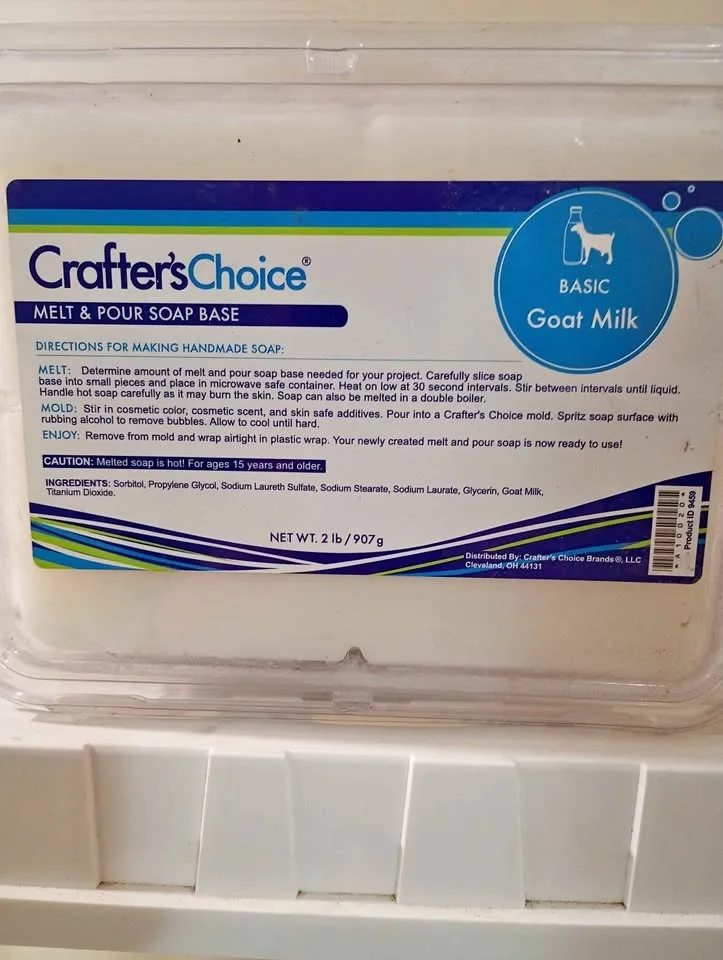 BASIC
Goat Milk
Crafter'sChoice®
MELT & POUR SOAP BASE
DIRECTIONS FOR MAKING HANDMADE SOAP:
MELT: Determine amount of melt and pour soap base needed for your project. Carefully slice soap
base into small pieces and place in microwave safe container. Heat on low at 30 second intervals. Stir between intervals until liquid.
Handle hot soap carefully as it may burn the skin. Soap can also be melted in a double boiler.
MOLD: Stir in cosmetic color, cosmetic scent, and skin safe additives. Pour into a Crafter's Choice mold. Spritz soap surface with
rubbing alcohol to remove bubbles. Allow to cool until hard.
ENJOY: Remove from mold and wrap airtight in plastic wrap. Your newly created melt and pour soap is now ready to use!
CAUTION: Melted soap is hot! For ages 15 years and older.
INGREDIENTS: Sorbitol, Propylene Glycol, Sodium Laureth Sulfate, Sodium Stearate, Sodium Laurate, Glycerin, Goat Milk,
Titanium Dioxide.
NET WT. 2 lb / 907g
Distributed By: Crafter's Choice Brands®, LLC
Cleveland, OH 44131
*A10020*
Product ID 9459